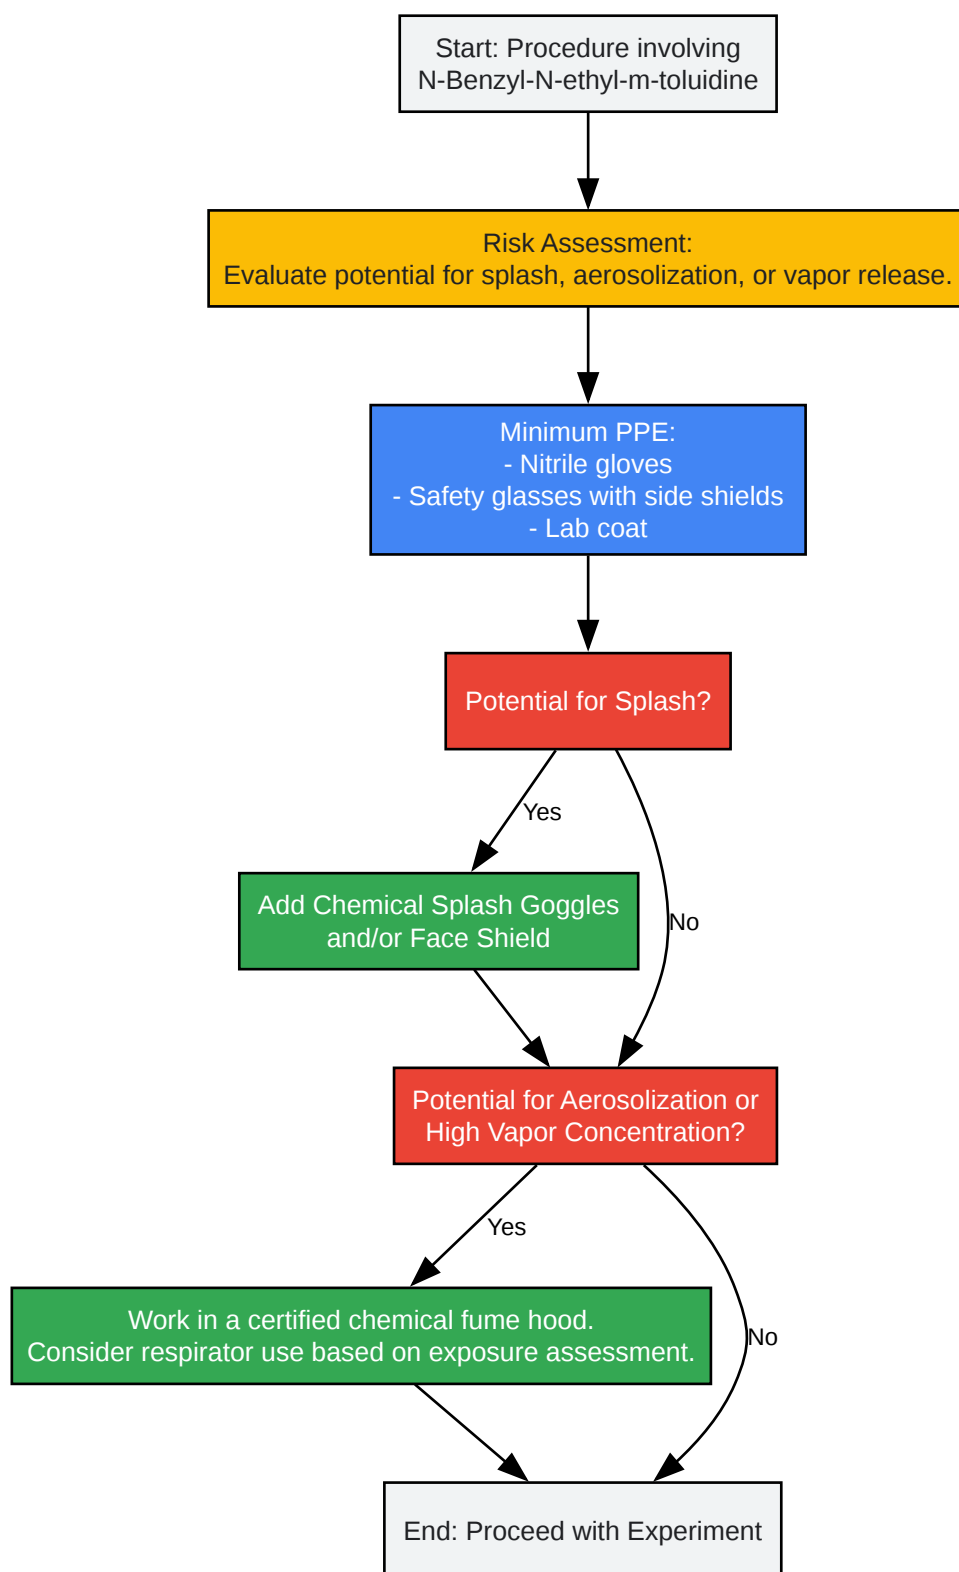 Start: Procedure involving
N-Benzyl-N-ethyl-m-toluidine
Risk Assessment:
Evaluate potential for splash, aerosolization, or vapor release.
Minimum PPE:
- Nitrile gloves
- Safety glasses with side shields
- Lab coat
Potential for Splash?
Yes
Add Chemical Splash Goggles
and/or Face Shield
No
Potential for Aerosolization or
High Vapor Concentration?
Yes
Work in a certified chemical fume hood.
Consider respirator use based on exposure assessment.
No
End: Proceed with Experiment